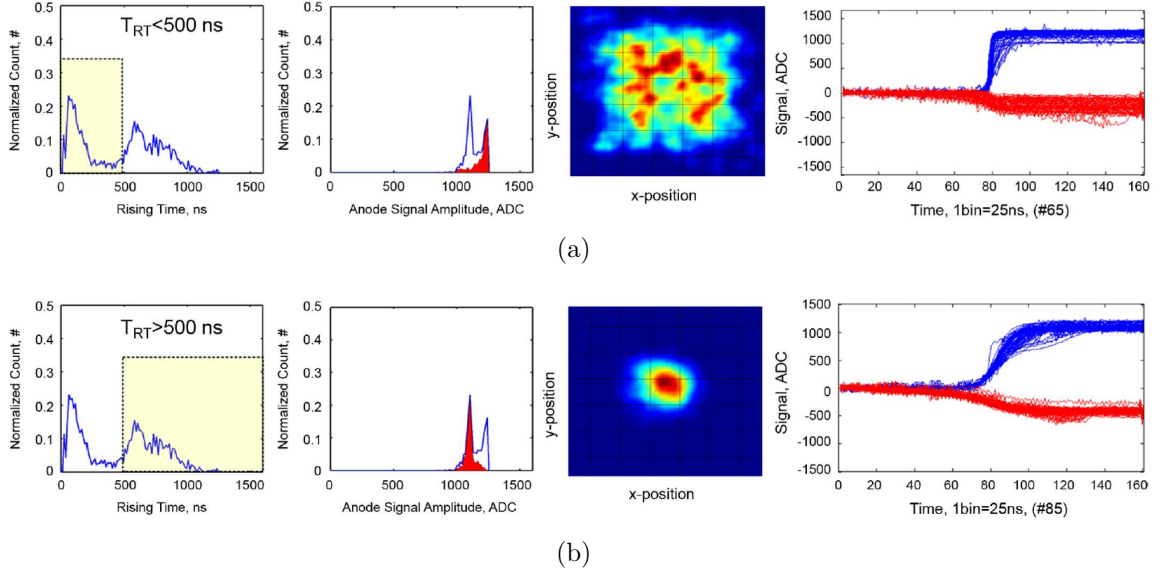 T_RT<500 ns
Normalized Count, #
0.5
0.4
0.3
0.2
0.1
0
0 500 1000 1500
Rising Time, ns
Normalized Count, #
0.5
0.4
0.3
0.2
0.1
0
0 500 1000 1500
Anode Signal Amplitude, ADC
y-position
x-position
Signal, ADC
1500
1000
500
0
-500
1000
-1500
0 20 40 60 80 100 120 140 160
Time, 1bin=25ns, (#65)
(a)
T_RT>500 ns
Normalized Count, #
0.5
0.4
0.3
0.2
0.1
0
0 500 1000 1500
Rising Time, ns
Normalized Count, #
0.5
0.4
0.3
0.2
0.1
0
0 500 1000 1500
Anode Signal Amplitude, ADC
y-position
x-position
Signal, ADC
1500
1000
500
0
-500
1000
-1500
0 20 40 60 80 100 120 140 160
Time, 1bin=25ns, (#85)
(b)